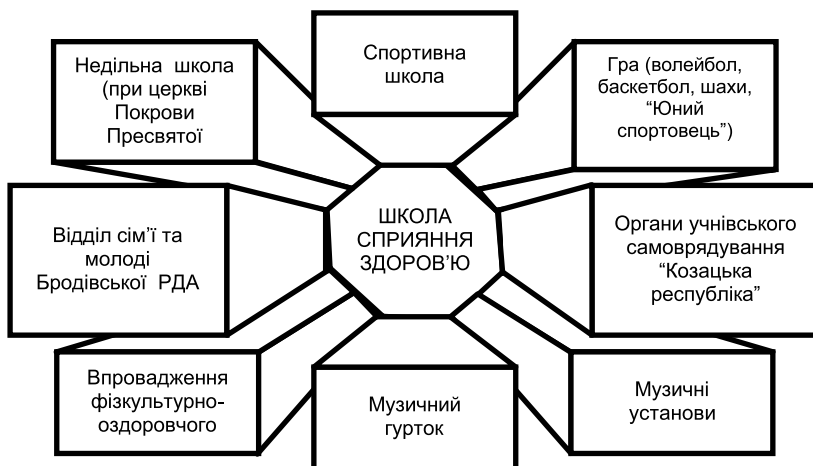 Недільна школа
(при церкві
Покрови
Пресвятої
Спортивна
школа
Гра (волейбол,
баскетбол, шахи,
“Юний
спортовець”)
Відділ сім’ї та
молоді
Бродівської РДА
ШКОЛА
СПРИЯННЯ
ЗДОРОВ’Ю
Органи учнівського
самоврядування
“Козацька
республіка”
Впровадження
фізкультурно-
оздоровчого
Музичний
гурток
Музичні
установи